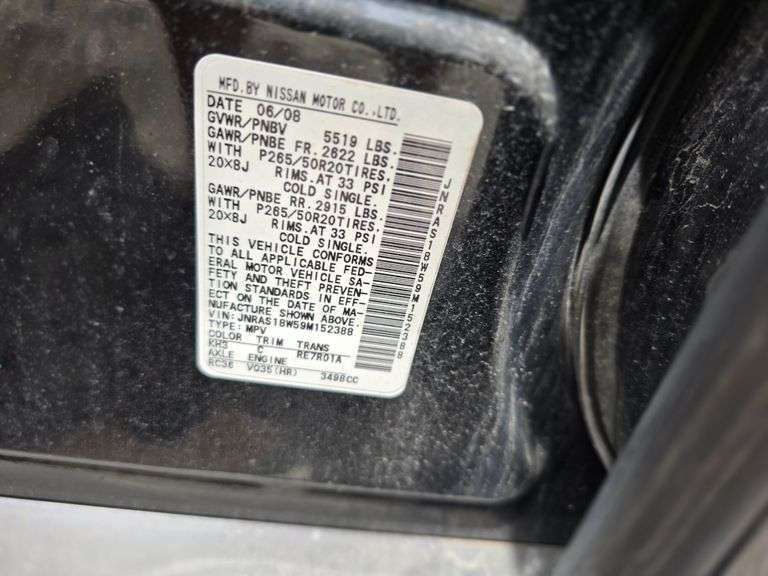 MFD.BY NISSAN MOTOR CO.,LTD.
DATE 06/08
GVWR/PNBV 5519 LBS.
GAWR/PNBE FR. 2622 LBS.
WITH P265/50R20TIRES.
20X8J RIMS.AT 33 PSI
COLD SINGLE.
GAWR/PNBE RR. 2915 LBS.
WITH P265/50R20TIRES.
20X8J RIMS.AT 33 PSI
COLD SINGLE.
THIS VEHICLE CONFORMS
TO ALL APPLICABLE FED-
ERAL MOTOR VEHICLE SA-
FETY AND THEFT PREVEN-
TION STANDARDS IN EFF-
ECT ON THE DATE OF MA-
NUFACTURE SHOWN ABOVE.
VIN: JNRAS18W59M152388
TYPE: MPV
COLOR TRIM TRANS
KH3 C RE7R01A
AXLE ENGINE
RC36 VQ35(HR) 3498CC
JNRAS18W59M152388